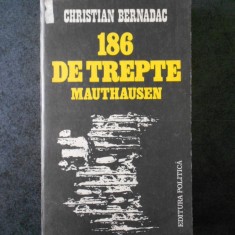 CHRISTIAN BERNADAC
186
DE TREPTE
MAUTHAUSEN
EDITURA POLITICĂ